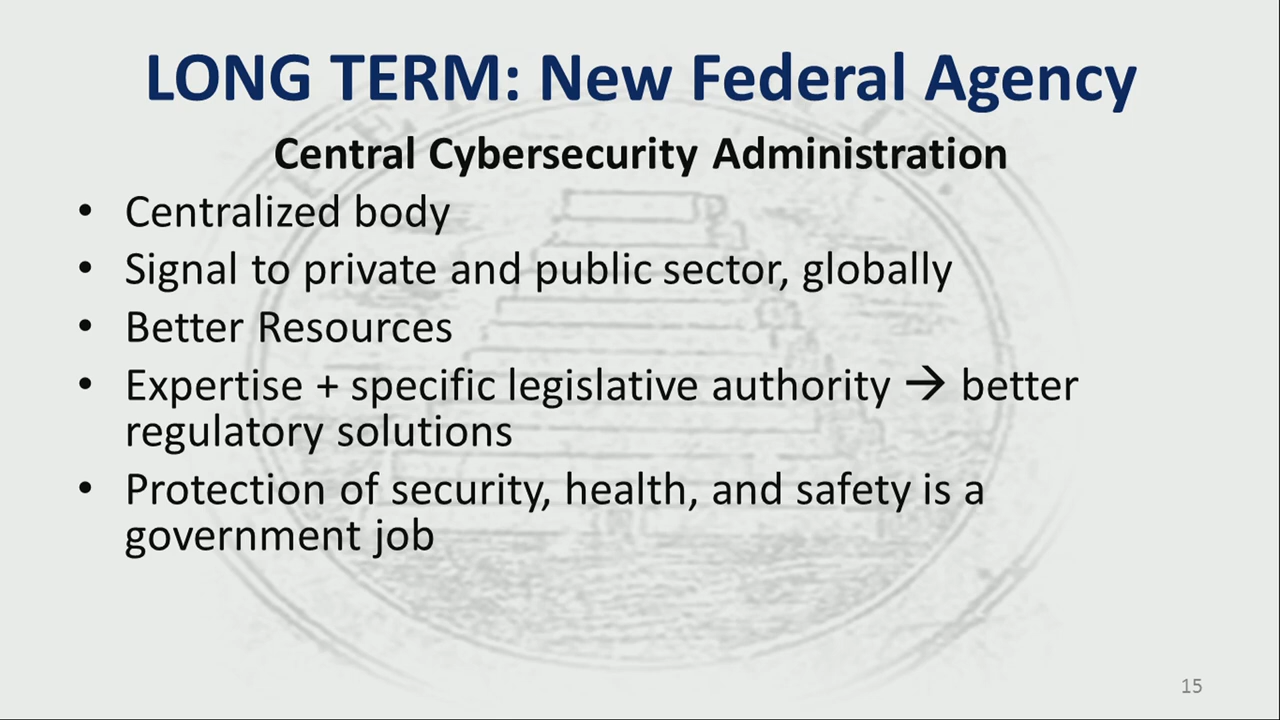 LONG TERM: New Federal Agency
Central Cybersecurity Administration
• Centralized body
• Signal to private and public sector, globally
• Better Resources
• Expertise + specific legislative authority → better
regulatory solutions
• Protection of security, health, and safety is a
government job
15